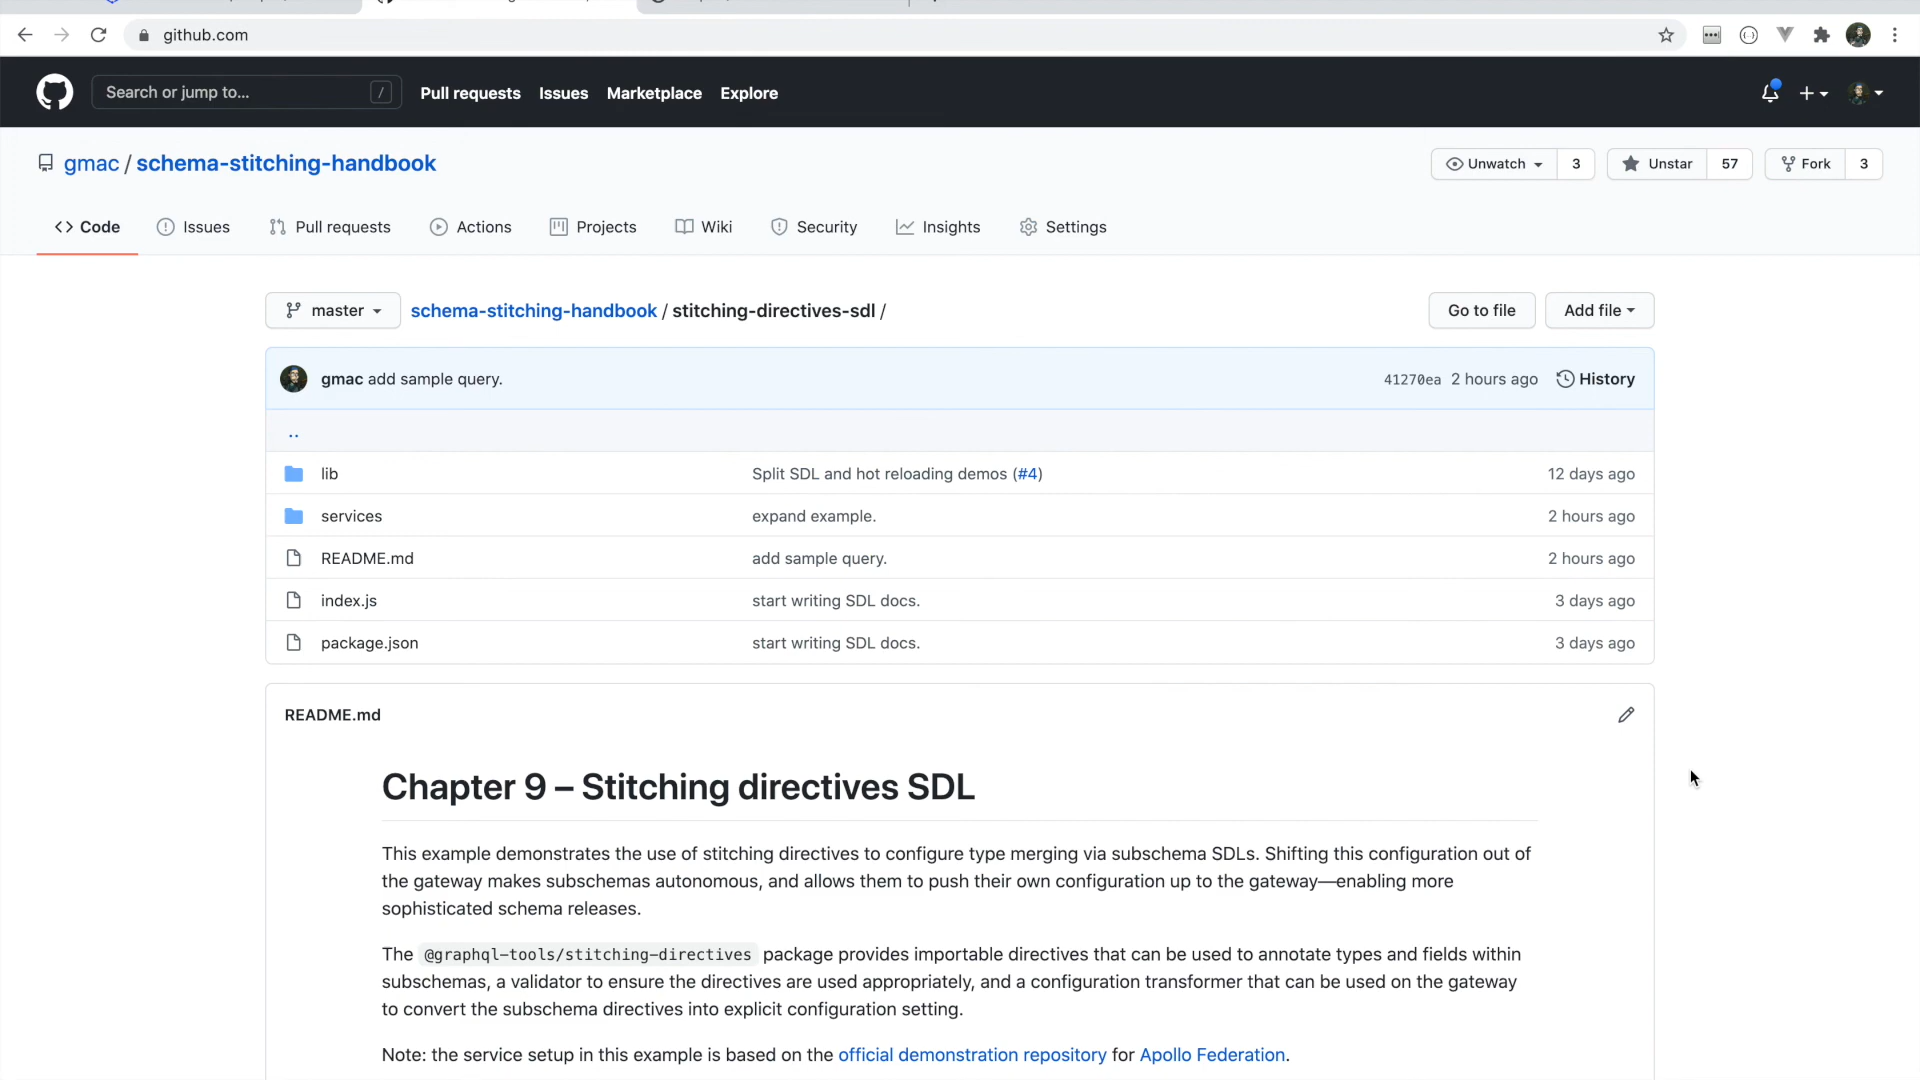 github.com
Search or jump to... /
Pull requests Issues Marketplace Explore
gmac / schema-stitching-handbook
Unwatch 3 Unstar 57 Fork 3
Code Issues Pull requests Actions Projects Wiki Security Insights Settings
master schema-stitching-handbook / stitching-directives-sdl / Go to file Add file
gmac add sample query. 41270ea 2 hours ago History
..
lib Split SDL and hot reloading demos (#4) 12 days ago
services expand example. 2 hours ago
README.md add sample query. 2 hours ago
index.js start writing SDL docs. 3 days ago
package.json start writing SDL docs. 3 days ago
README.md
Chapter 9 – Stitching directives SDL
This example demonstrates the use of stitching directives to configure type merging via subschema SDLs. Shifting this configuration out of
the gateway makes subschemas autonomous, and allows them to push their own configuration up to the gateway—enabling more
sophisticated schema releases.
The @graphql-tools/stitching-directives package provides importable directives that can be used to annotate types and fields within
subschemas, a validator to ensure the directives are used appropriately, and a configuration transformer that can be used on the gateway
to convert the subschema directives into explicit configuration setting.
Note: the service setup in this example is based on the official demonstration repository for Apollo Federation.